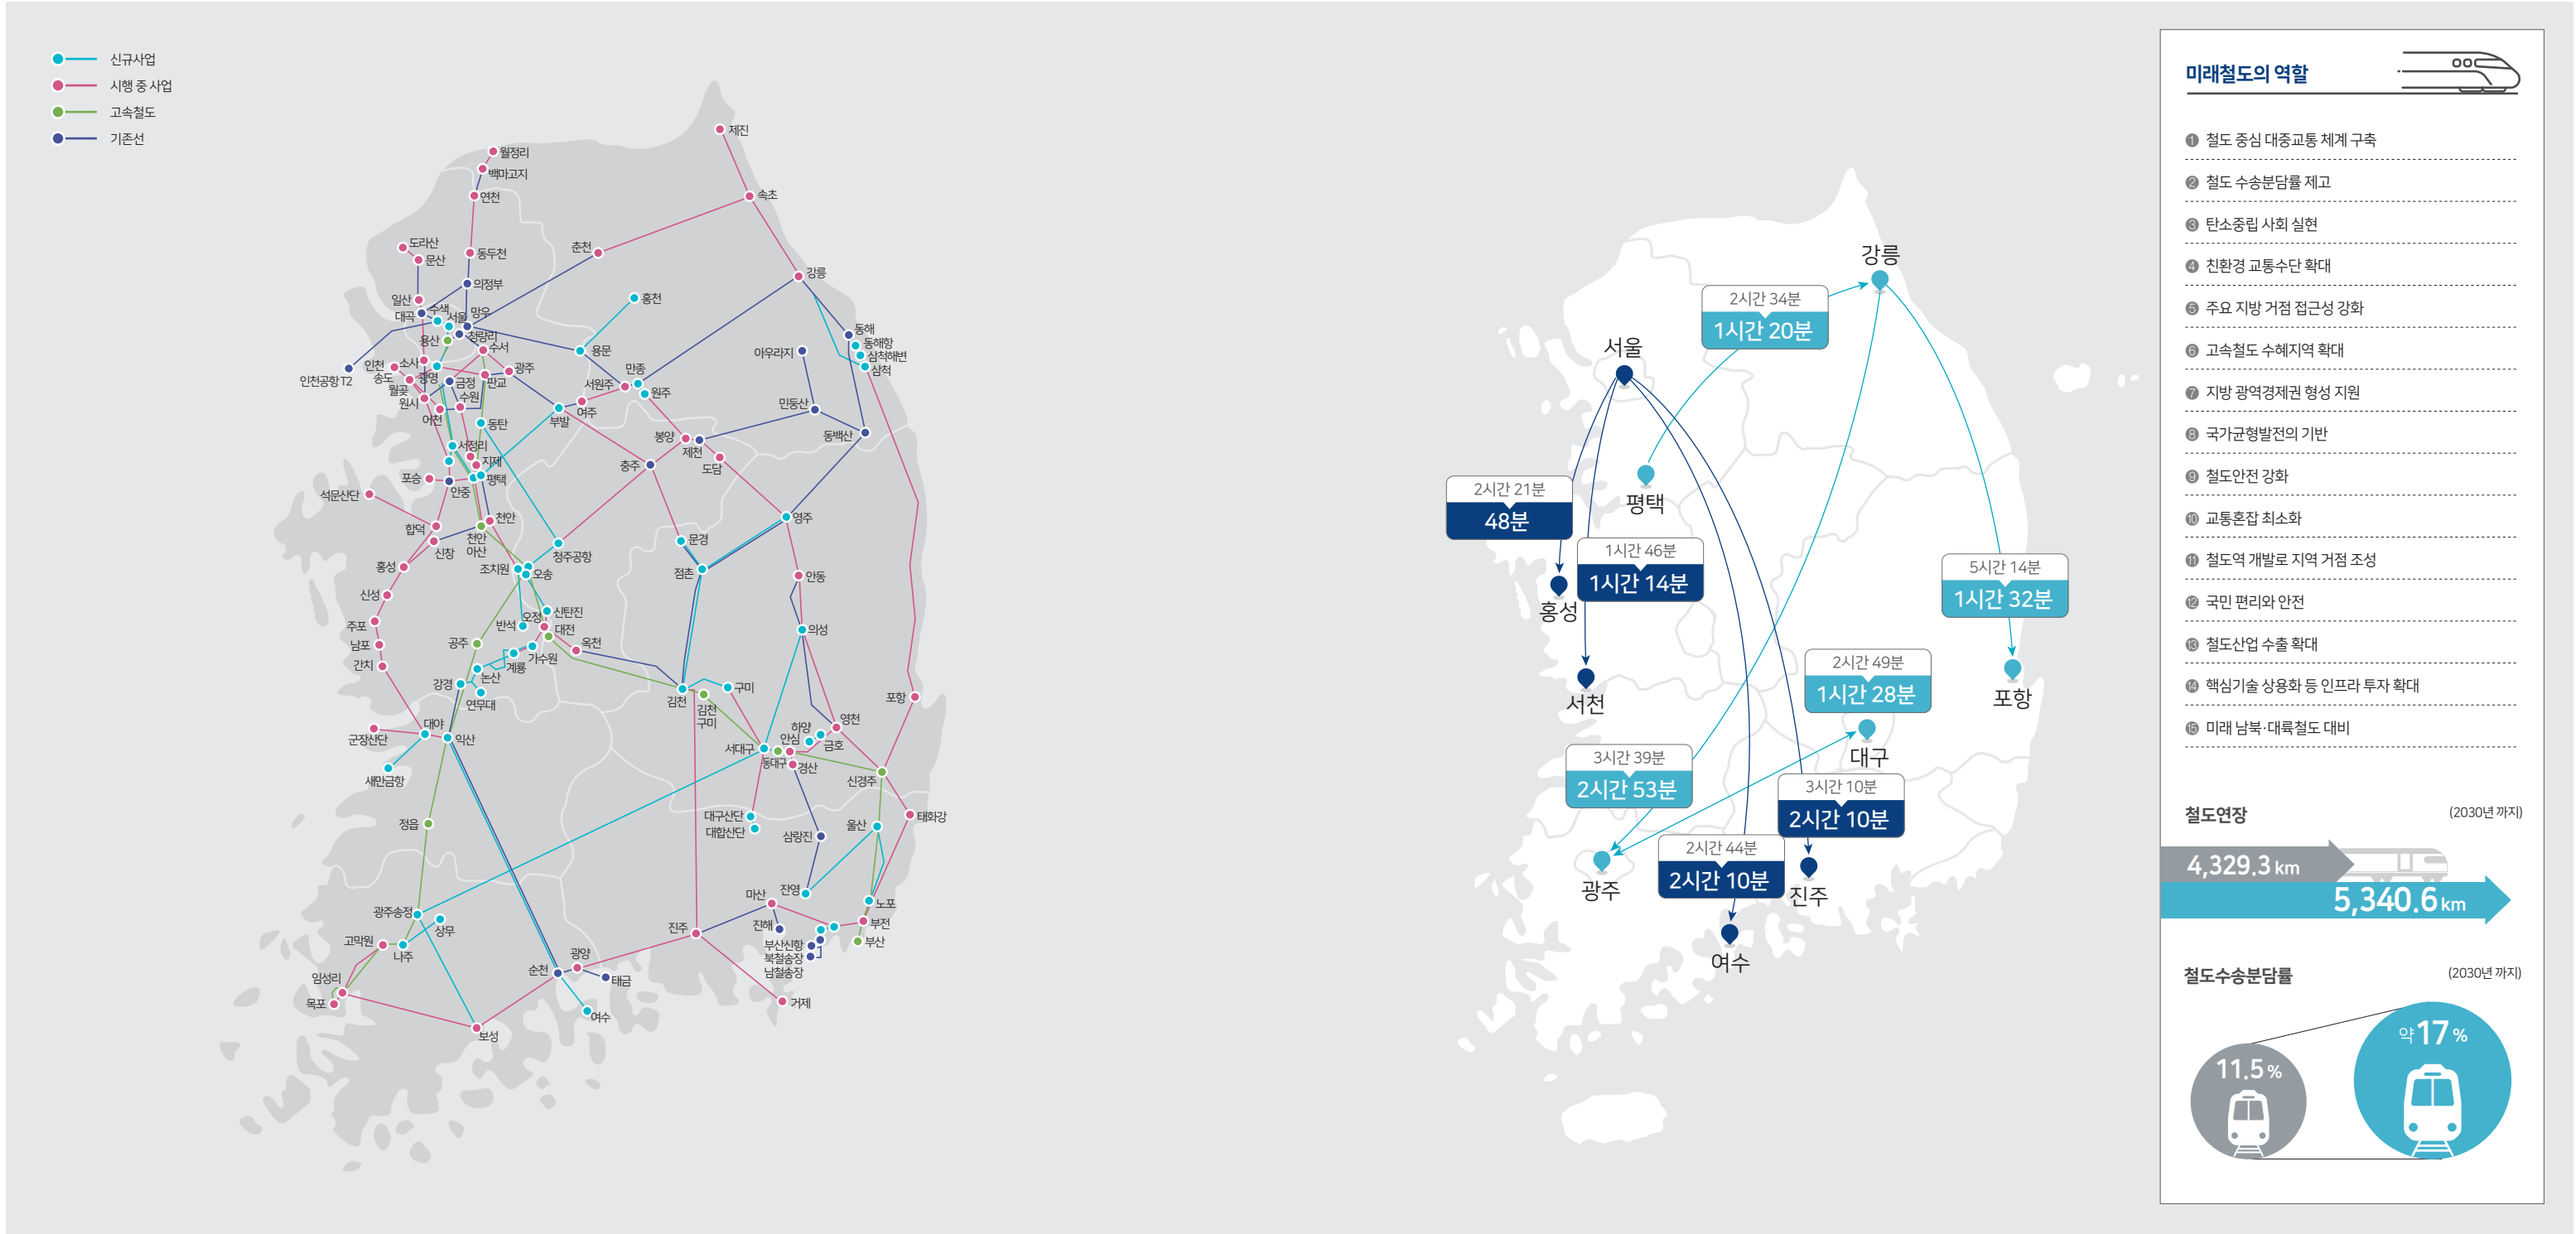 신규사업
시행 중 사업
고속철도
기존선
제진
월정리
백마고지
연천
속초
도라산
문산
동두천
춘천
의정부
강릉
일산
대곡
수색
서울
망우
홍천
청량리
용산
수서
용문
동해
동해항
삼척해변
삼척
아우라지
인천공항 T2
인천
소사
송도
광명
월곶
금정
판교
광주
만종
서원주
원주
원시
수원
여주
어천
부발
민둥산
동탄
봉양
제천
동백산
서정리
지제
충주
도담
포승
안중
평택
석문산단
합덕
천안
천안
아산
신창
영주
문경
청주공항
홍성
조치원
오송
점촌
안동
신성
오정
신탄진
주포
반석
대전
의성
남포
공주
옥천
가수원
간치
계룡
논산
강경
연무대
김천
김천
구미
구미
포항
대야
군장산단
익산
하양
영천
안심
금호
서대구
동대구
경산
새만금항
신경주
대구산단
대합산단
태화강
정읍
울산
삼랑진
마산
진영
노포
광주송정
상무
진주
진해
부전
고막원
나주
부산신항
북철송장
남철송장
부산
임성리
목포
순천
광양
태금
거제
여수
보성
강릉
2시간 34분
1시간 20분
서울
2시간 21분
48분
평택
1시간 46분
1시간 14분
5시간 14분
1시간 32분
홍성
2시간 49분
1시간 28분
서천
포항
3시간 39분
2시간 53분
대구
3시간 10분
2시간 10분
2시간 44분
2시간 10분
광주
진주
여수
미래철도의 역할
1 철도 중심 대중교통 체계 구축
2 철도 수송분담률 제고
3 탄소중립 사회 실현
4 친환경 교통수단 확대
5 주요 지방 거점 접근성 강화
6 고속철도 수혜지역 확대
7 지방 광역경제권 형성 지원
8 국가균형발전의 기반
9 철도안전 강화
10 교통혼잡 최소화
11 철도역 개발로 지역 거점 조성
12 국민 편리와 안전
13 철도산업 수출 확대
14 핵심기술 상용화 등 인프라 투자 확대
15 미래 남북·대륙철도 대비
철도연장 (2030년 까지)
4,329.3 km
5,340.6 km
철도수송분담률 (2030년 까지)
약 17 %
11.5 %